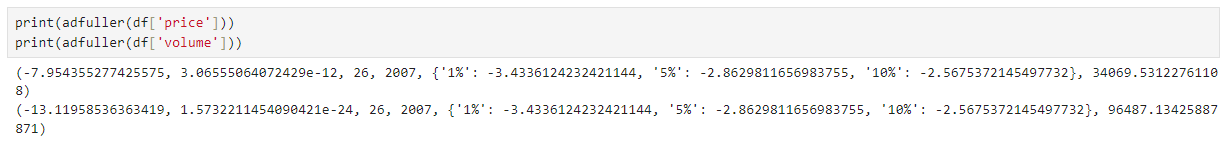 print(adfuller(df['price']))
print(adfuller(df['volume']))
(-7.954355277425575, 3.06555064072429e-12, 26, 2007, {'1%': -3.4336124232421144, '5%': -2.8629811656983755, '10%': -2.5675372145497732}, 34069.5312276110
8)
(-13.11958536363419, 1.5732211454090421e-24, 26, 2007, {'1%': -3.4336124232421144, '5%': -2.8629811656983755, '10%': -2.5675372145497732}, 96487.13425887
871)